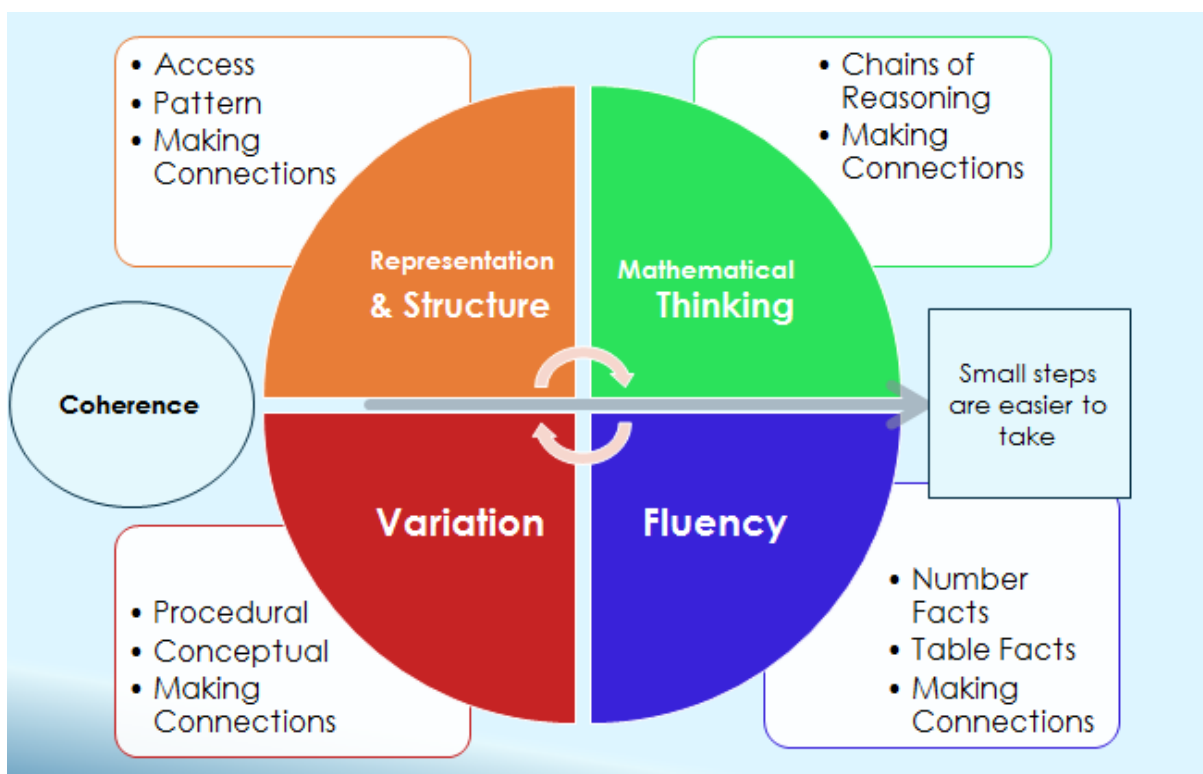 • Access
• Pattern
• Making
Connections
• Chains of
Reasoning
• Making
Connections
Representation
& Structure
Mathematical
Thinking
Coherence
Small steps
are easier to
take
Variation
Fluency
• Procedural
• Conceptual
• Making
Connections
• Number
Facts
• Table Facts
• Making
Connections